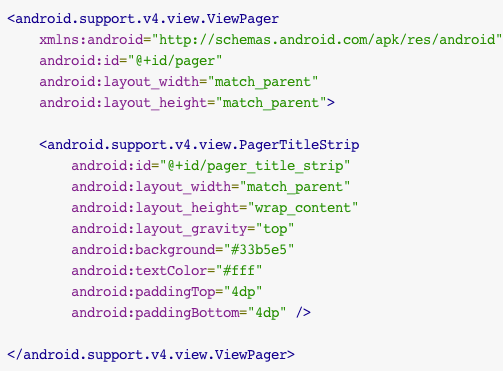 <android.support.v4.view.ViewPager
    xmlns:android="http://schemas.android.com/apk/res/android"
    android:id="@+id/pager"
    android:layout_width="match_parent"
    android:layout_height="match_parent">

    <android.support.v4.view.PagerTitleStrip
        android:id="@+id/pager_title_strip"
        android:layout_width="match_parent"
        android:layout_height="wrap_content"
        android:layout_gravity="top"
        android:background="#33b5e5"
        android:textColor="#fff"
        android:paddingTop="4dp"
        android:paddingBottom="4dp" />

</android.support.v4.view.ViewPager>